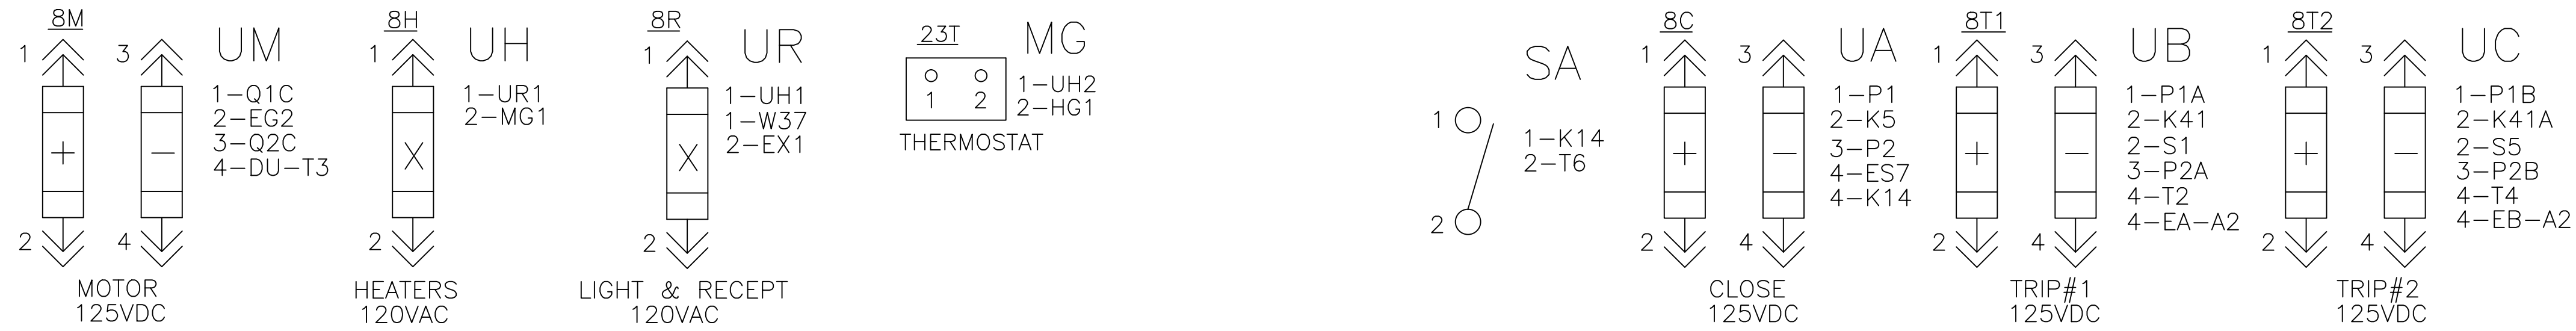 8M
UM
1
3
1-Q1C
2-EG2
3-Q2C
4-DU-T3
+
-
2
4
MOTOR
125VDC
8H
UH
1
1-UR1
2-MG1
X
2
HEATERS
120VAC
8R
UR
1
1-UH1
1-W37
2-EX1
X
2
LIGHT & RECEPT
120VAC
23T
MG
1 2
1-UH2
2-HG1
THERMOSTAT
SA
1
1-K14
2-T6
2
8C
UA
1
3
1-P1
2-K5
3-P2
4-ES7
4-K14
+
-
2
4
CLOSE
125VDC
8T1
UB
1
3
1-P1A
2-K41
2-S1
3-P2A
4-T2
4-EA-A2
+
-
2
4
TRIP#1
125VDC
8T2
UC
1
3
1-P1B
2-K41A
2-S5
3-P2B
4-T4
4-EB-A2
+
-
2
4
TRIP#2
125VDC